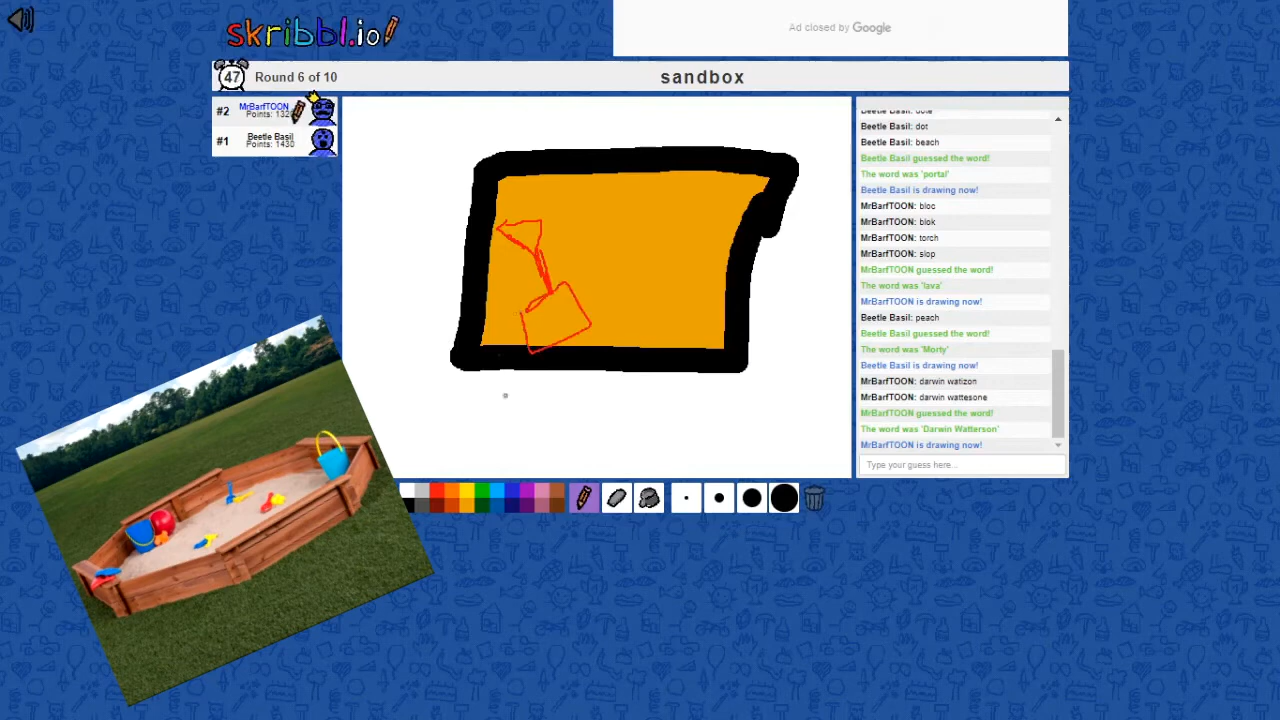 skribbl.io
Ad closed by Google
47
Round 6 of 10
sandbox
#2
MrBarfTOON
Points: 1320
#1
Beetle Basil
Points: 1430
Beetle Basil: dot
Beetle Basil: beach
Beetle Basil guessed the word!
The word was 'portal'
Beetle Basil is drawing now!
MrBarfTOON: bloc
MrBarfTOON: blok
MrBarfTOON: torch
MrBarfTOON: slop
MrBarfTOON guessed the word!
The word was 'lava'
MrBarfTOON is drawing now!
Beetle Basil: peach
Beetle Basil guessed the word!
The word was 'Morty'
Beetle Basil is drawing now!
MrBarfTOON: darwin watizon
MrBarfTOON: darwin wattesone
MrBarfTOON guessed the word!
The word was 'Darwin Watterson'
MrBarfTOON is drawing now!
Type your guess here...